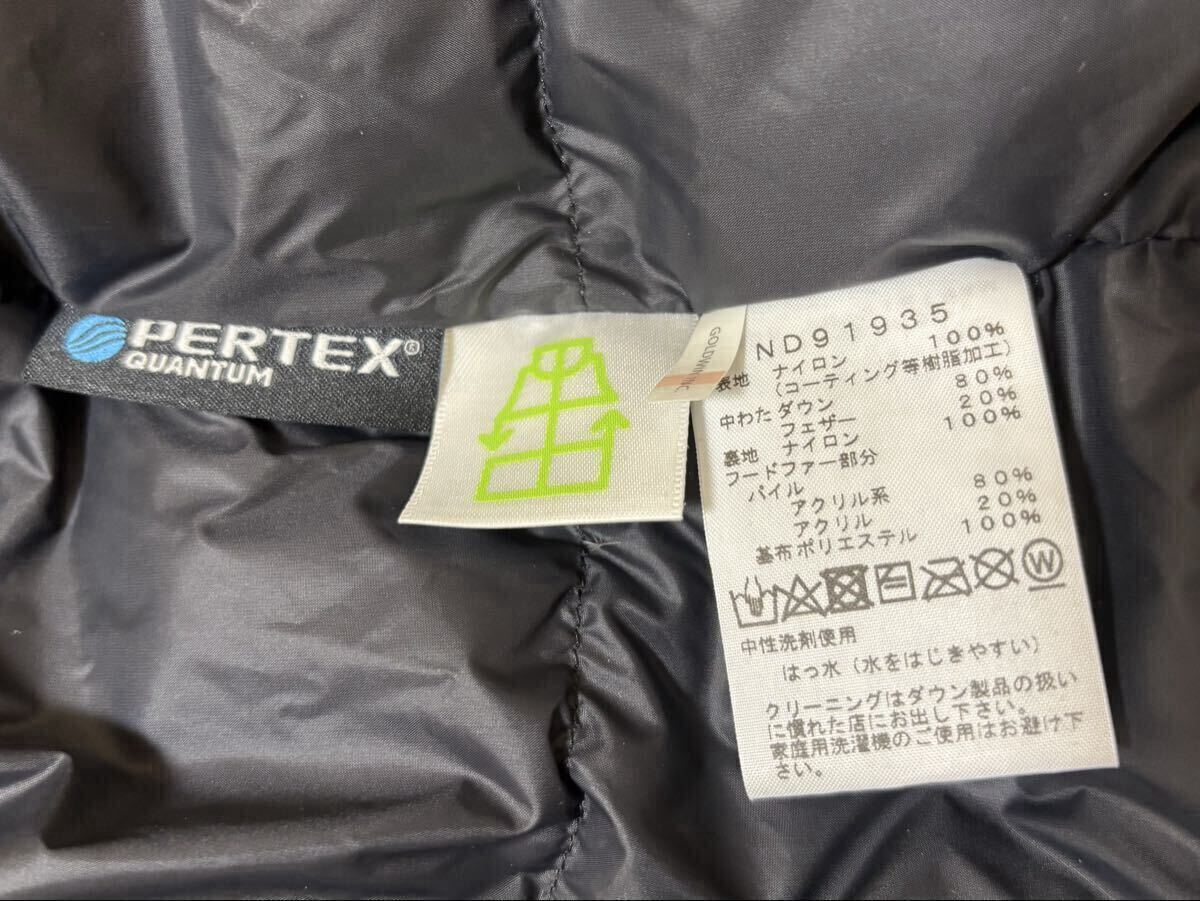 PERTEX®
QUANTUM
GOLDWIN INC.
ND91935
表地 ナイロン 100%
(コーティング等樹脂加工)
中わた ダウン 80%
フェザー 20%
裏地 ナイロン 100%
フードファー部分
パイル
アクリル系 80%
アクリル 20%
基布 ポリエステル 100%
W
中性洗剤使用
はっ水(水をはじきやすい)
クリーニングはダウン製品の扱い
に慣れた店にお出し下さい。
家庭用洗濯機のご使用はお避け下
さい。